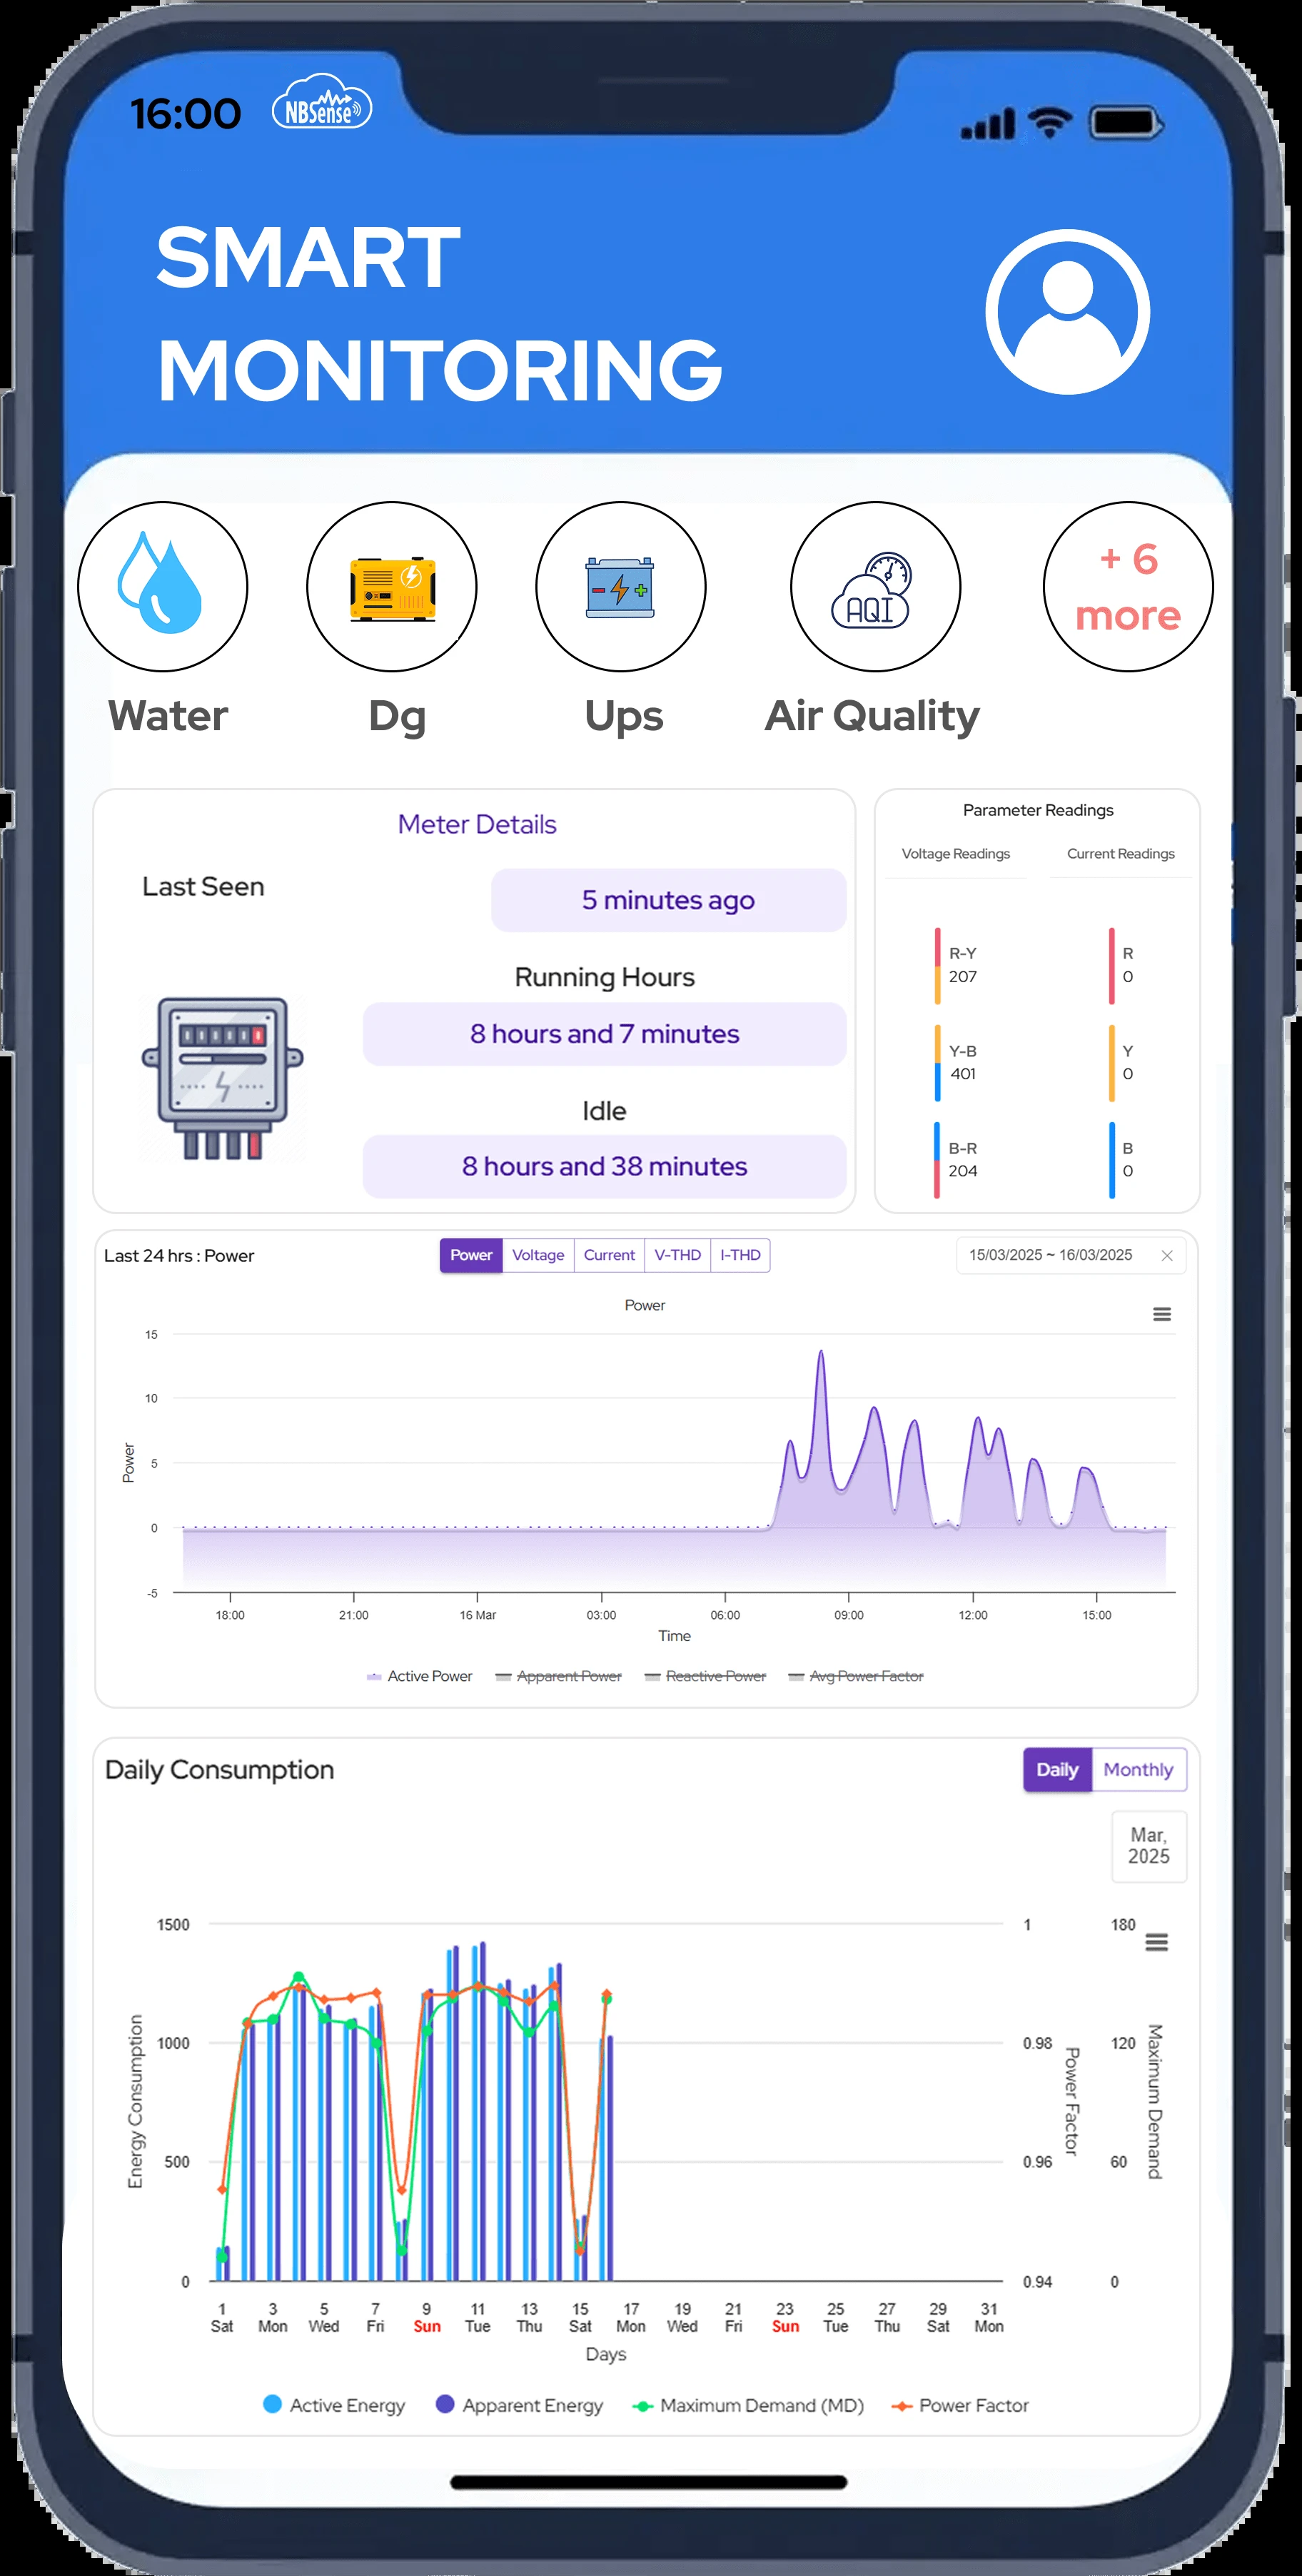 16:00
NBSense
SMART
MONITORING
AQI
+ 6
more
Water
Dg
Ups
Air Quality
Meter Details
Last Seen
5 minutes ago
Running Hours
8 hours and 7 minutes
Idle
8 hours and 38 minutes
Parameter Readings
Voltage Readings
Current Readings
R-Y
207
R
0
Y-B
401
Y
0
B-R
204
B
0
Last 24 hrs : Power
Power
Voltage
Current
V-THD
I-THD
15/03/2025 ~ 16/03/2025
Power
15
10
5
0
-5
Power
18:00
21:00
16 Mar
03:00
06:00
09:00
12:00
15:00
Time
Active Power
Apparent Power
Reactive Power
Avg Power Factor
Daily Consumption
Daily
Monthly
Mar,
2025
1500
1000
500
0
Energy Consumption
1
0.98
0.96
0.94
Power Factor
180
120
60
0
Maximum Demand
1 3 5 7 9 11 13 15 17 19 21 23 25 27 29 31
Sat Mon Wed Fri Sun Tue Thu Sat Mon Wed Fri Sun Tue Thu Sat Mon
Days
Active Energy
Apparent Energy
Maximum Demand (MD)
Power Factor